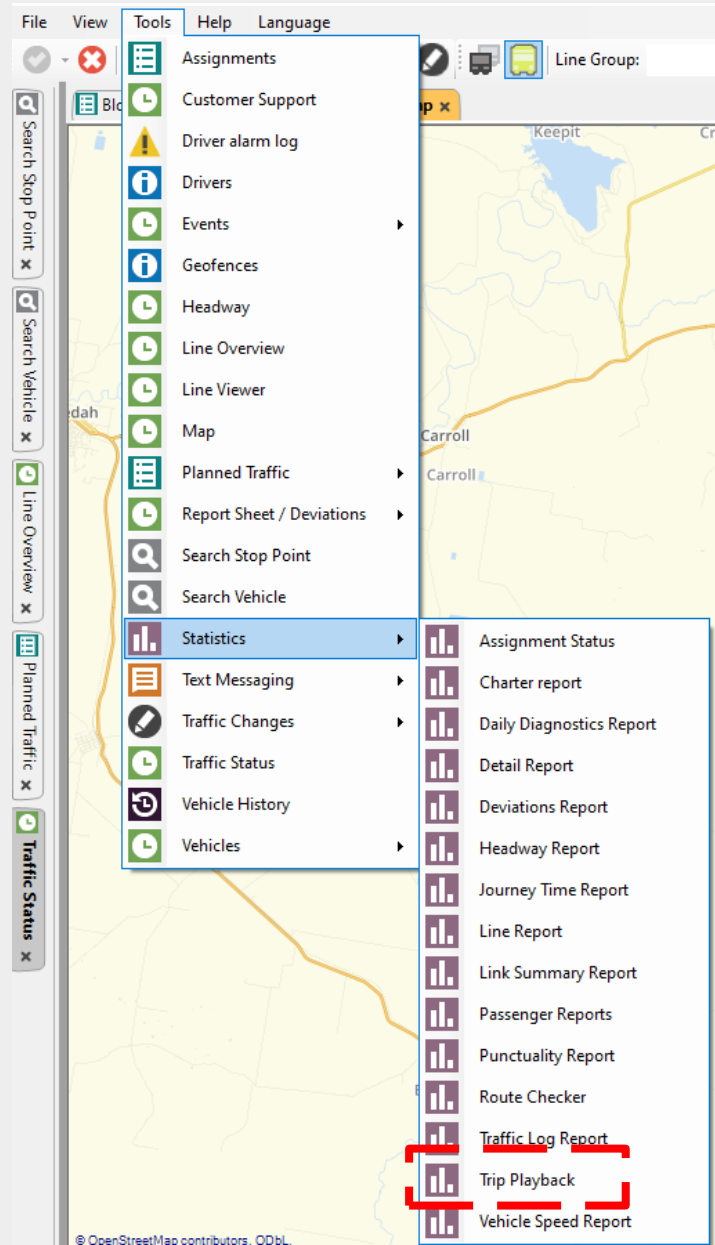 File View Tools Help Language
Line Group:
Assignments
Customer Support
Driver alarm log
Drivers
Events
Geofences
Headway
Line Overview
Line Viewer
Map
Planned Traffic
Report Sheet / Deviations
Search Stop Point
Search Vehicle
Statistics
Text Messaging
Traffic Changes
Traffic Status
Vehicle History
Vehicles
Assignment Status
Charter report
Daily Diagnostics Report
Detail Report
Deviations Report
Headway Report
Journey Time Report
Line Report
Link Summary Report
Passenger Reports
Punctuality Report
Route Checker
Traffic Log Report
Trip Playback
Vehicle Speed Report
Search Stop Point
Search Vehicle
Line Overview
Planned Traffic
Traffic Status
Keepit
Carroll
Carroll
© OpenStreetMap contributors, ODbL.